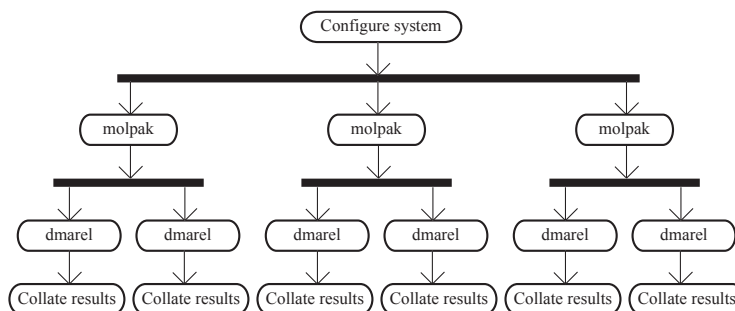 Configure system
molpak
molpak
molpak
dmarel
dmarel
dmarel
dmarel
dmarel
dmarel
Collate results
Collate results
Collate results
Collate results
Collate results
Collate results